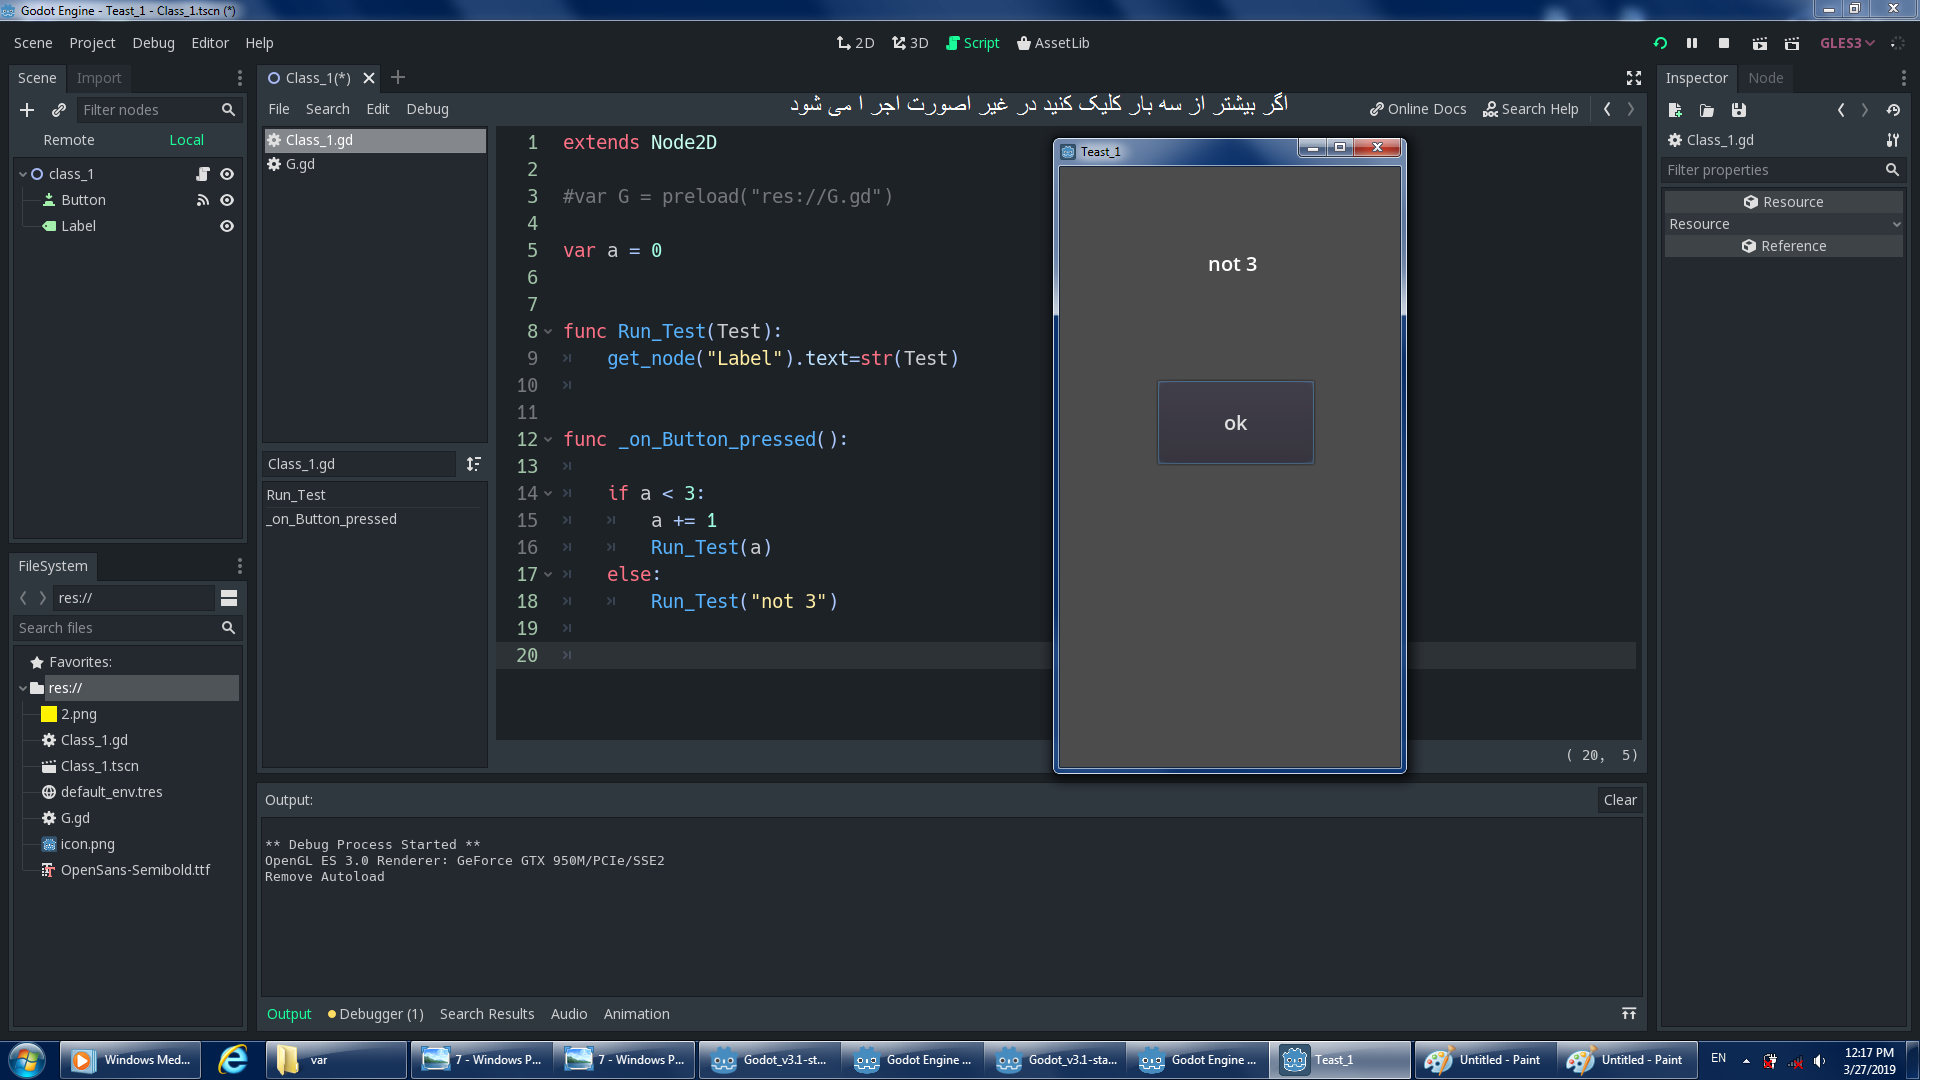 Godot Engine - Teast_1 - Class_1.tscn (*)
Scene Project Debug Editor Help
2D 3D Script AssetLib
GLES3
Scene Import
Filter nodes
Remote Local
class_1
Button
Label
FileSystem
res://
Search files
Favorites:
res://
2.png
Class_1.gd
Class_1.tscn
default_env.tres
G.gd
icon.png
OpenSans-Semibold.ttf
Class_1(*)
File Search Edit Debug
اگر بیشتر از سه بار کلیک کنید در غیر اصورت اجر ا می شود
Online Docs Search Help
Class_1.gd
G.gd
Class_1.gd
Run_Test
_on_Button_pressed
1 extends Node2D
2
3 #var G = preload("res://G.gd")
4
5 var a = 0
6
7
8 func Run_Test(Test):
9 get_node("Label").text=str(Test)
10
11
12 func _on_Button_pressed():
13
14 if a < 3:
15 a += 1
16 Run_Test(a)
17 else:
18 Run_Test("not 3")
19
20
( 20, 5)
Teast_1
not 3
ok
Output:
Clear
** Debug Process Started **
OpenGL ES 3.0 Renderer: GeForce GTX 950M/PCIe/SSE2
Remove Autoload
Output Debugger (1) Search Results Audio Animation
Inspector Node
Class_1.gd
Filter properties
Resource
Resource
Reference
Windows Med...
var
7 - Windows P...
7 - Windows P...
Godot_v3.1-st...
Godot Engine ...
Godot_v3.1-sta...
Godot Engine ...
Teast_1
Untitled - Paint
Untitled - Paint
EN
12:17 PM
3/27/2019